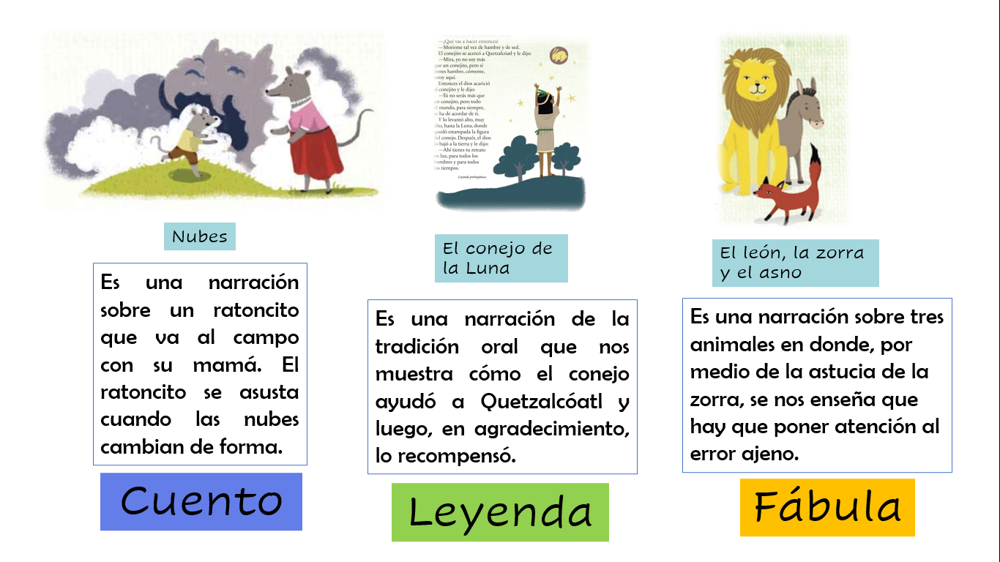 —¿Qué vas a hacer entonces?
—Morirme tal vez de hambre y de sed.
El conejito se acercó a Quetzalcóatl y le dijo:
—Mira, yo no soy más
que un conejito, pero si
tienes hambre, cómeme,
estoy aquí.
Entonces el dios acarició
al conejito y le dijo:
—Tú no serás más que
un conejito, pero todo
el mundo, para siempre,
se ha de acordar de ti.
Y lo levantó alto, muy
alto, hasta la Luna, donde
quedó estampada la figura
del conejo. Después, el dios
lo bajó a la tierra y le dijo:
—Ahí tienes tu retrato
en luz, para todos los
hombres y para todos
los tiempos.
Leyenda prehispánica
Nubes
Es una narración
sobre un ratoncito
que va al campo
con su mamá. El
ratoncito se asusta
cuando las nubes
cambian de forma.
Cuento
El conejo de
la Luna
Es una narración de la
tradición oral que nos
muestra cómo el conejo
ayudó a Quetzalcóatl y
luego, en agradecimiento,
lo recompensó.
Leyenda
El león, la zorra
y el asno
Es una narración sobre tres
animales en donde, por
medio de la astucia de la
zorra, se nos enseña que
hay que poner atención al
error ajeno.
Fábula